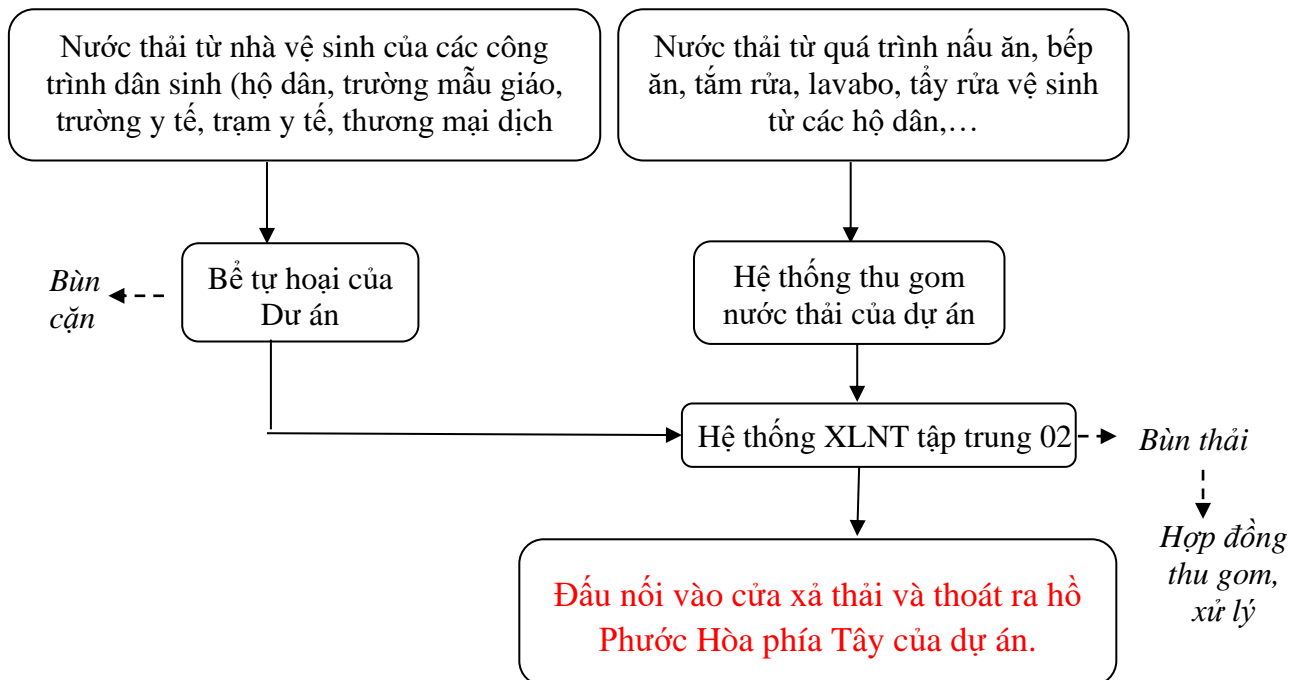 Nước thải từ nhà vệ sinh của các công
trình dân sinh (hộ dân, trường mẫu giáo,
trường y tế, trạm y tế, thương mại dịch
Nước thải từ quá trình nấu ăn, bếp
ăn, tắm rửa, lavabo, tẩy rửa vệ sinh
từ các hộ dân,…
Bùn
cặn
Bể tự hoại của
Dư án
Hệ thống thu gom
nước thải của dự án
Hệ thống XLNT tập trung 02
Bùn thải
Hợp đồng
thu gom,
xử lý
Đấu nối vào cửa xả thải và thoát ra hồ
Phước Hòa phía Tây của dự án.